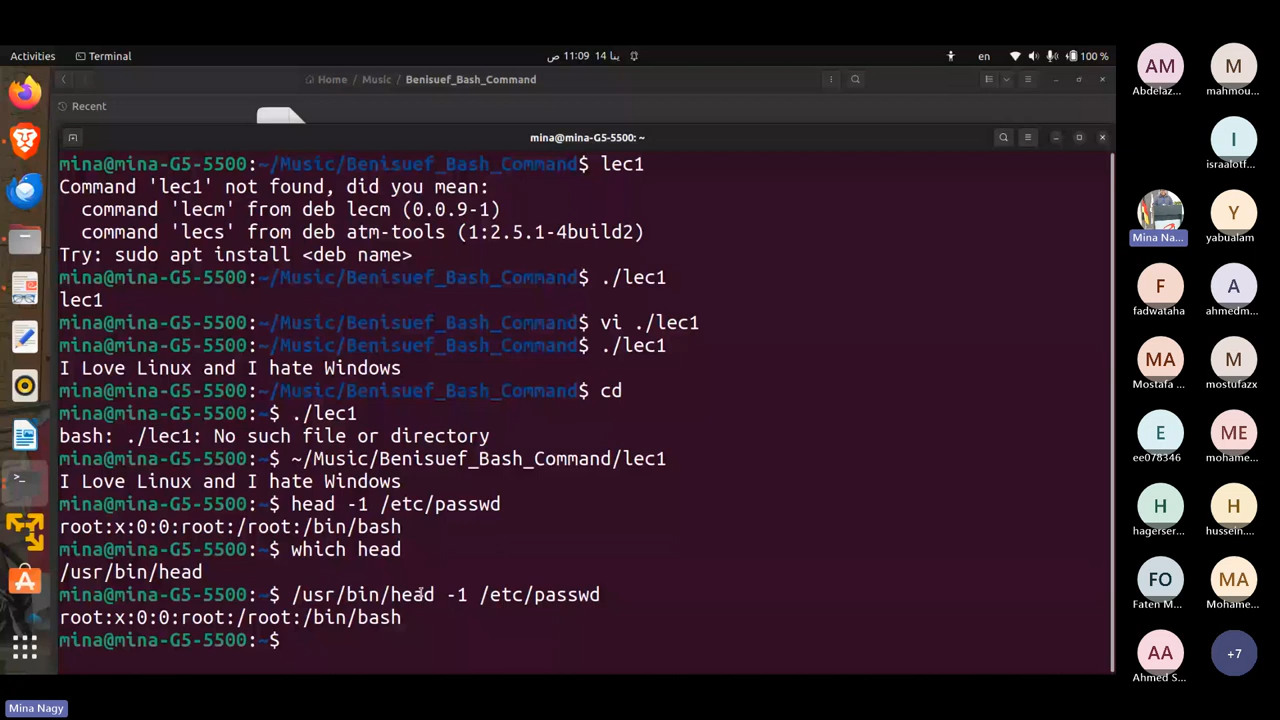 Activities
Terminal
11:09 ص
ينا 14
en
100 %
Home / Music / Benisuef_Bash_Command
Recent
mina@mina-G5-5500: ~
mina@mina-G5-5500:~/Music/Benisuef_Bash_Command$ lec1
Command 'lec1' not found, did you mean:
command 'lecm' from deb lecm (0.0.9-1)
command 'lecs' from deb atm-tools (1:2.5.1-4build2)
Try: sudo apt install <deb name>
mina@mina-G5-5500:~/Music/Benisuef_Bash_Command$ ./lec1
lec1
mina@mina-G5-5500:~/Music/Benisuef_Bash_Command$ vi ./lec1
mina@mina-G5-5500:~/Music/Benisuef_Bash_Command$ ./lec1
I Love Linux and I hate Windows
mina@mina-G5-5500:~/Music/Benisuef_Bash_Command$ cd
mina@mina-G5-5500:~$ ./lec1
bash: ./lec1: No such file or directory
mina@mina-G5-5500:~$ ~/Music/Benisuef_Bash_Command/lec1
I Love Linux and I hate Windows
mina@mina-G5-5500:~$ head -1 /etc/passwd
root:x:0:0:root:/root:/bin/bash
mina@mina-G5-5500:~$ which head
/usr/bin/head
mina@mina-G5-5500:~$ /usr/bin/head -1 /etc/passwd
root:x:0:0:root:/root:/bin/bash
mina@mina-G5-5500:~$
AM
Abdelaz...
M
mahmou...
I
israalotf...
Mina Na...
Y
yabualam
F
fadwataha
A
ahmedm...
MA
Mostafa ...
M
mostufazx
E
ee078346
ME
mohame...
H
hagerser...
H
hussein....
FO
Faten M...
MA
Mohame...
AA
Ahmed S...
+7
Mina Nagy